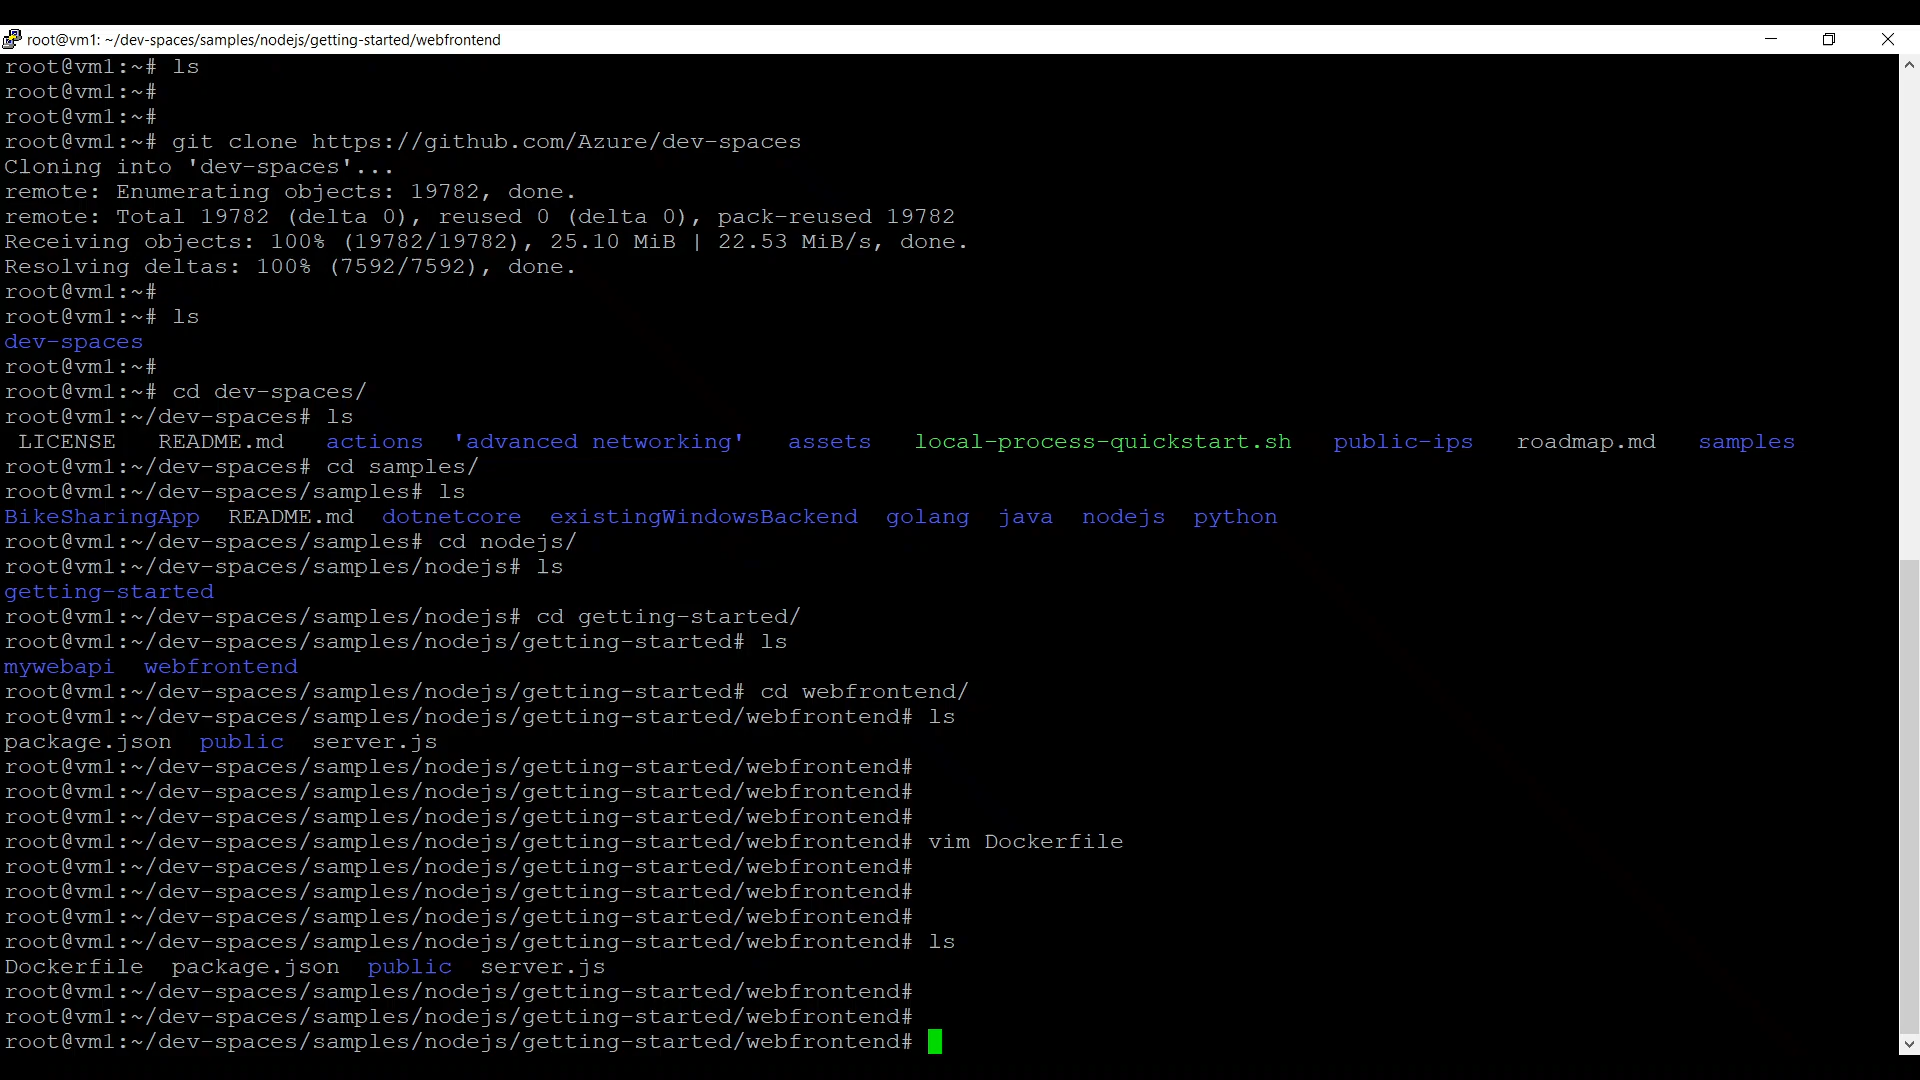 root@vm1: ~/dev-spaces/samples/nodejs/getting-started/webfrontend
root@vm1:~# ls
root@vm1:~#
root@vm1:~#
root@vm1:~# git clone https://github.com/Azure/dev-spaces
Cloning into 'dev-spaces'...
remote: Enumerating objects: 19782, done.
remote: Total 19782 (delta 0), reused 0 (delta 0), pack-reused 19782
Receiving objects: 100% (19782/19782), 25.10 MiB | 22.53 MiB/s, done.
Resolving deltas: 100% (7592/7592), done.
root@vm1:~#
root@vm1:~# ls
dev-spaces
root@vm1:~#
root@vm1:~# cd dev-spaces/
root@vm1:~/dev-spaces# ls
LICENSE README.md actions 'advanced networking' assets local-process-quickstart.sh public-ips roadmap.md samples
root@vm1:~/dev-spaces# cd samples/
root@vm1:~/dev-spaces/samples# ls
BikeSharingApp README.md dotnetcore existingWindowsBackend golang java nodejs python
root@vm1:~/dev-spaces/samples# cd nodejs/
root@vm1:~/dev-spaces/samples/nodejs# ls
getting-started
root@vm1:~/dev-spaces/samples/nodejs# cd getting-started/
root@vm1:~/dev-spaces/samples/nodejs/getting-started# ls
mywebapi webfrontend
root@vm1:~/dev-spaces/samples/nodejs/getting-started# cd webfrontend/
root@vm1:~/dev-spaces/samples/nodejs/getting-started/webfrontend# ls
package.json public server.js
root@vm1:~/dev-spaces/samples/nodejs/getting-started/webfrontend#
root@vm1:~/dev-spaces/samples/nodejs/getting-started/webfrontend#
root@vm1:~/dev-spaces/samples/nodejs/getting-started/webfrontend#
root@vm1:~/dev-spaces/samples/nodejs/getting-started/webfrontend# vim Dockerfile
root@vm1:~/dev-spaces/samples/nodejs/getting-started/webfrontend#
root@vm1:~/dev-spaces/samples/nodejs/getting-started/webfrontend#
root@vm1:~/dev-spaces/samples/nodejs/getting-started/webfrontend#
root@vm1:~/dev-spaces/samples/nodejs/getting-started/webfrontend# ls
Dockerfile package.json public server.js
root@vm1:~/dev-spaces/samples/nodejs/getting-started/webfrontend#
root@vm1:~/dev-spaces/samples/nodejs/getting-started/webfrontend#
root@vm1:~/dev-spaces/samples/nodejs/getting-started/webfrontend#